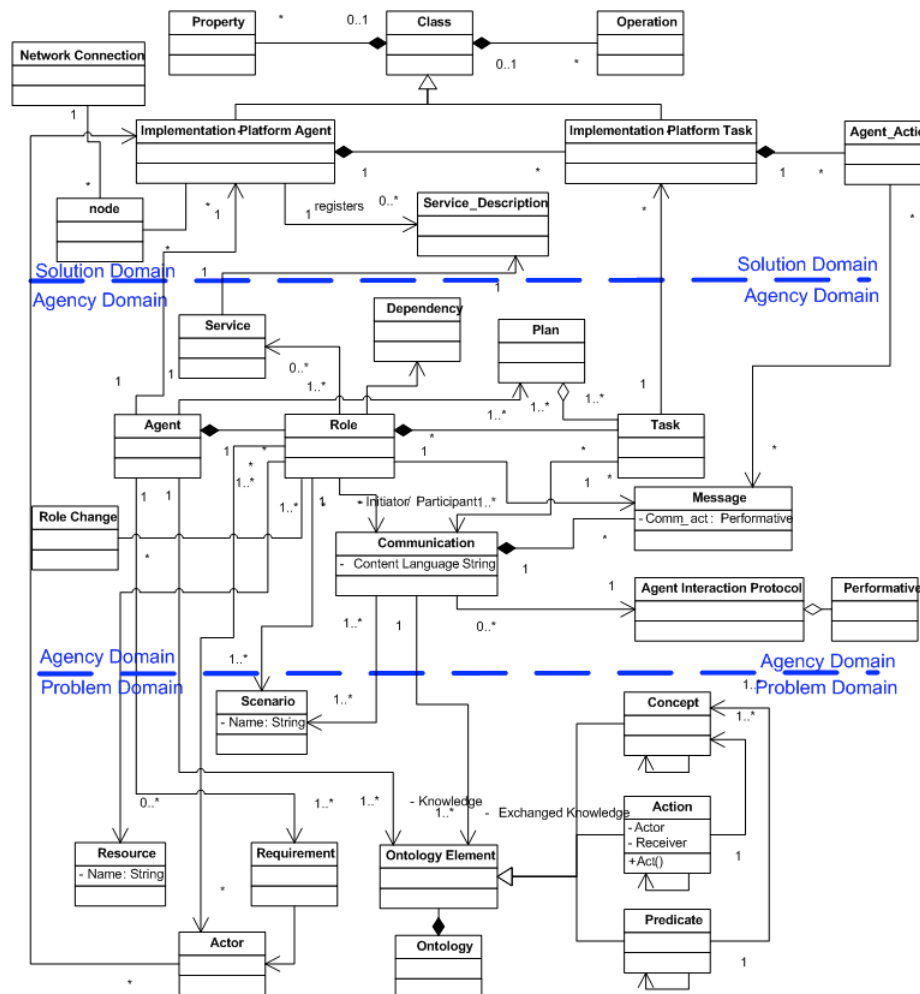 Property
*
0..1
Class
Operation
0..1
*
Network Connection
1
*
node
Implementation-Platform Agent
Implementation-Platform Task
Agent_Actio
1
*
1
*
*
*
1
registers
1
0..*
Service_Description
*
*
Solution Domain
Solution Domain
1
1
Agency Domain
Agency Domain
Service
Dependency
Plan
0..*
1
1
1..*
1..*
1..*
1..*
1
Agent
Role
Task
1
*
*
1
*
*
1..*
1
*
1
*
*
1
1
1..*
1..*
*
- Initiator/ Participant
1..*
Message
- Comm_act : Performative
Role Change
*
Communication
- Content Language String
1
*
1
Agent Interaction Protocol
Performative
0..*
1..*
1
Agency Domain
Agency Domain
Problem Domain
Problem Domain
1..*
1..*
1..*
1..*
Scenario
- Name: String
Concept
0..*
1..*
1..*
- Knowledge
1..*
- Exchanged Knowledge
Action
- Actor
- Receiver
+Act()
1
Resource
- Name: String
Requirement
Ontology Element
*
Predicate
1
Actor
*
Ontology